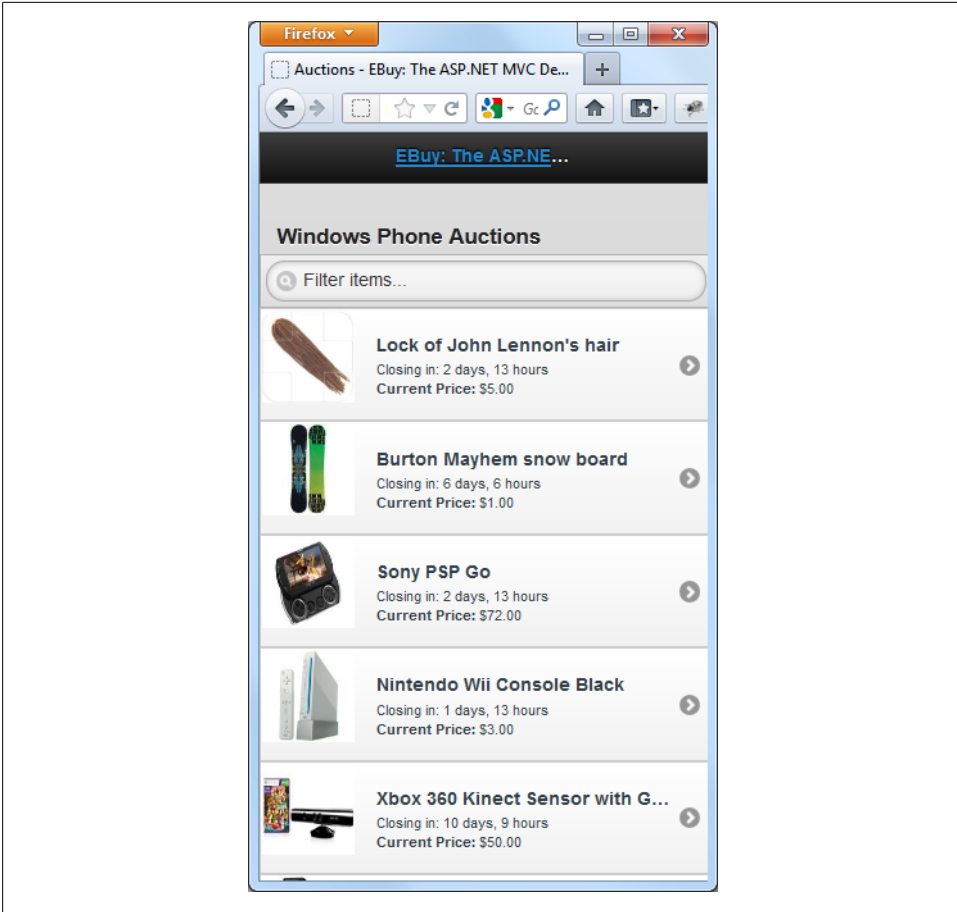 Firefox
Auctions - EBuy: The ASP.NET MVC De...
Gc
EBuy: The ASP.NE...
Windows Phone Auctions
Filter items...
Lock of John Lennon's hair
Closing in: 2 days, 13 hours
Current Price: $5.00
Burton Mayhem snow board
Closing in: 6 days, 6 hours
Current Price: $1.00
Sony PSP Go
Closing in: 2 days, 13 hours
Current Price: $72.00
Nintendo Wii Console Black
Closing in: 1 days, 13 hours
Current Price: $3.00
Xbox 360 Kinect Sensor with G...
Closing in: 10 days, 9 hours
Current Price: $50.00